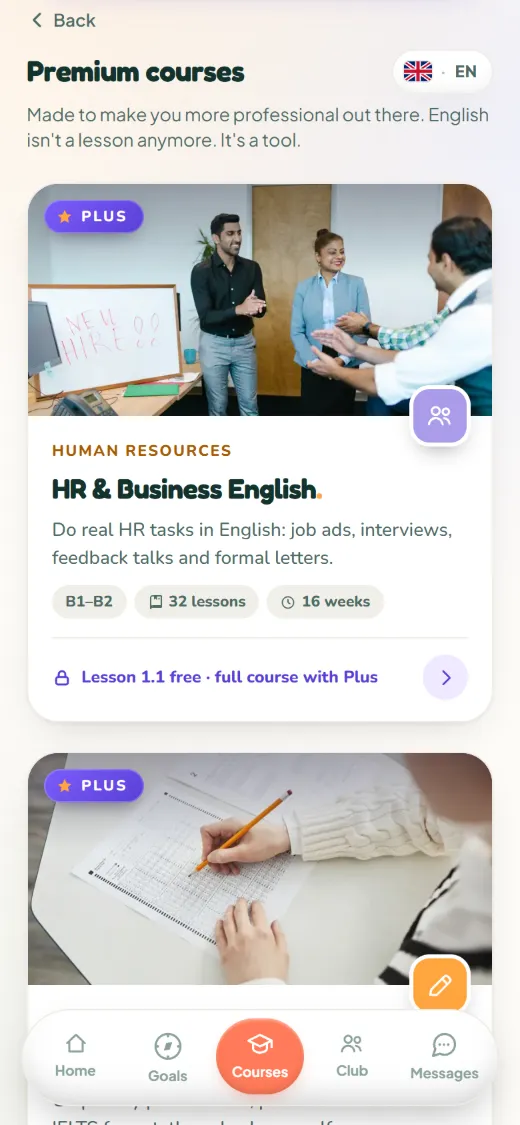 Back
Premium courses
· EN
Made to make you more professional out there. English
isn't a lesson anymore. It's a tool.
PLUS
NEW
HIRE !!
HUMAN RESOURCES
HR & Business English.
Do real HR tasks in English: job ads, interviews,
feedback talks and formal letters.
B1–B2
32 lessons
16 weeks
Lesson 1.1 free · full course with Plus
PLUS
Home
Goals
Courses
Club
Messages